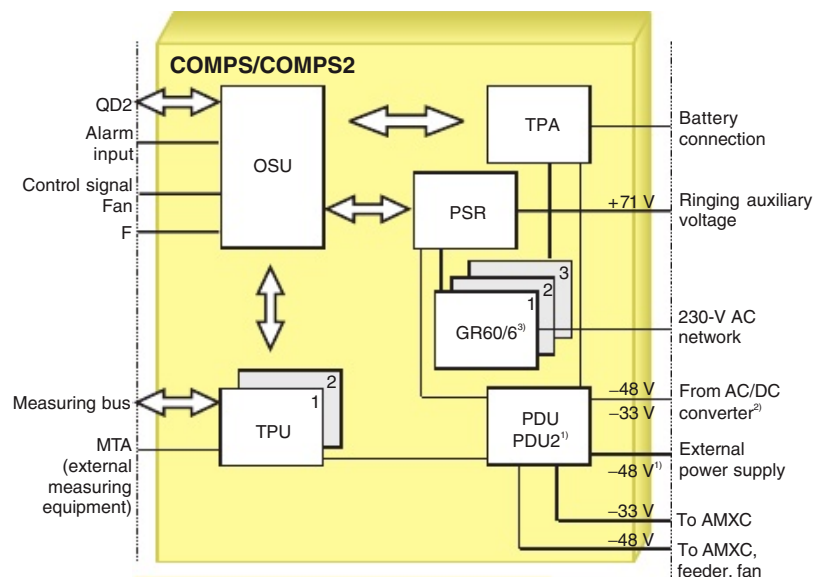 COMPS/COMPS2
QD2
Alarm
input
Control signal
Fan
F
OSU
TPA
Battery
connection
PSR
+71 V
Ringing auxiliary
voltage
3
2
1
GR60/6³⁾
230-V AC
network
Measuring bus
2
1
TPU
MTA
(external
measuring
equipment)
PDU
PDU2¹⁾
–48 V
–33 V
From AC/DC
converter²⁾
–48 V¹⁾
External
power supply
–33 V
To AMXC
–48 V
To AMXC,
feeder, fan